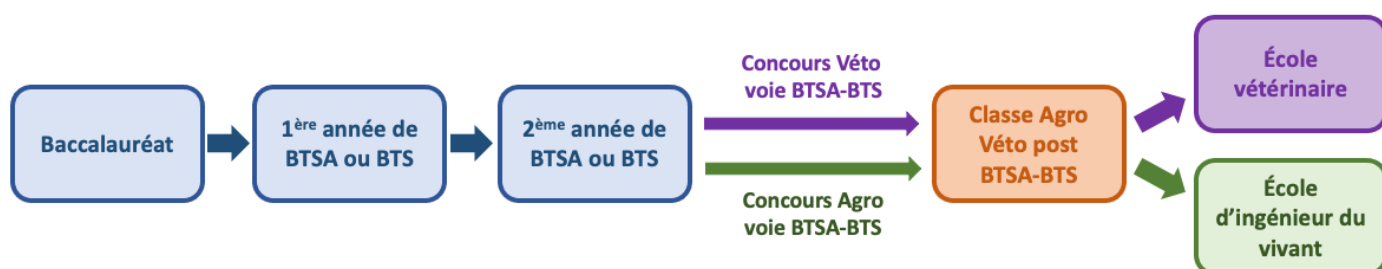 Baccalauréat
1ère année de
BTSA ou BTS
2ème année de
BTSA ou BTS
Concours Véto
voie BTSA-BTS
Concours Agro
voie BTSA-BTS
Classe Agro
Véto post
BTSA-BTS
École
vétérinaire
École
d’ingénieur du
vivant